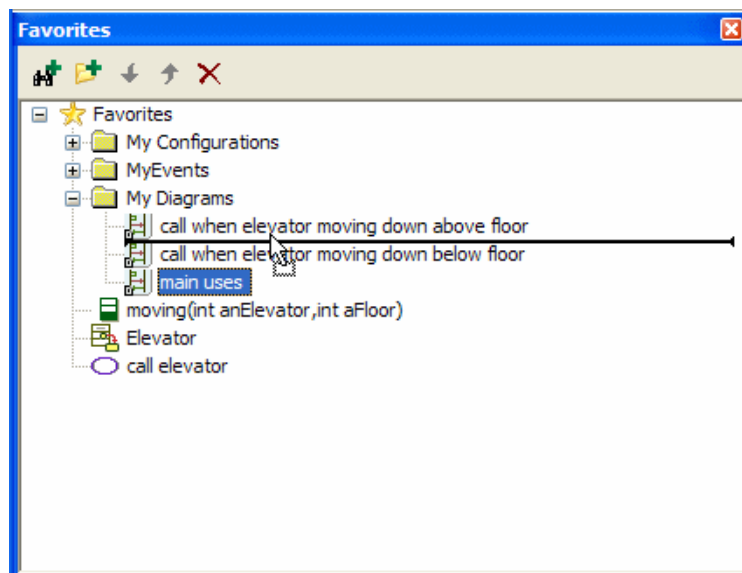 Favorites
Favorites
My Configurations
MyEvents
My Diagrams
call when elevator moving down above floor
call when elevator moving down below floor
main uses
moving(int anElevator,int aFloor)
Elevator
call elevator